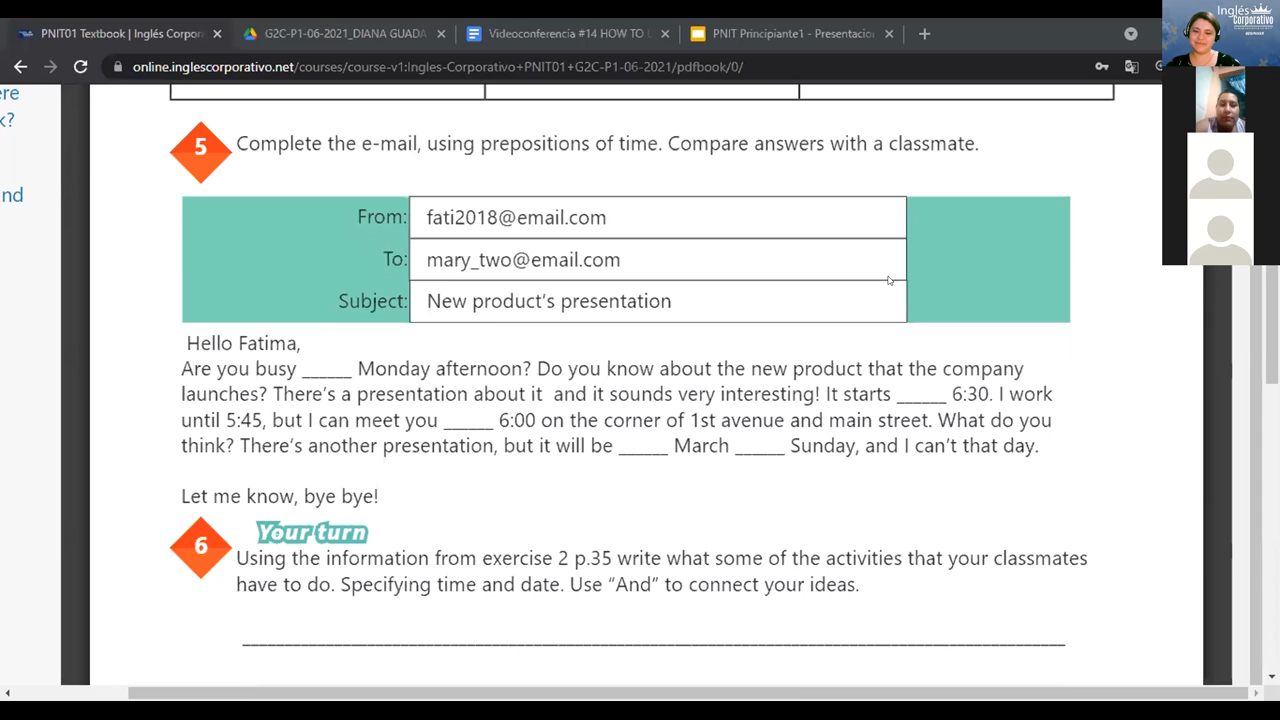 PNIT01 Textbook | Inglés Corpor
G2C-P1-06-2021_DIANA GUADA
Videoconferencia #14 HOW TO U
PNIT Principiante1 - Presentacio
online.inglescorporativo.net/courses/course-v1:Ingles-Corporativo+PNIT01+G2C-P1-06-2021/pdfbook/0/
Inglés
Corporativo
ere
k?
nd
5
Complete the e-mail, using prepositions of time. Compare answers with a classmate.
From: fati2018@email.com
To: mary_two@email.com
Subject: New product's presentation
Hello Fatima,
Are you busy ______ Monday afternoon? Do you know about the new product that the company
launches? There's a presentation about it and it sounds very interesting! It starts ______ 6:30. I work
until 5:45, but I can meet you ______ 6:00 on the corner of 1st avenue and main street. What do you
think? There's another presentation, but it will be ______ March ______ Sunday, and I can't that day.
Let me know, bye bye!
6
Your turn
Using the information from exercise 2 p.35 write what some of the activities that your classmates
have to do. Specifying time and date. Use “And” to connect your ideas.